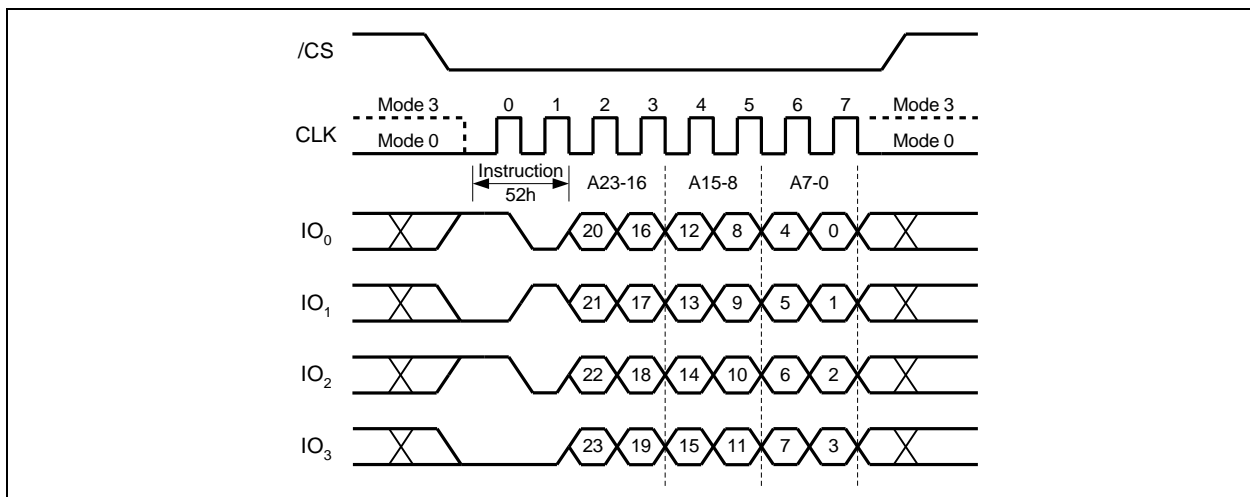 /CS
Mode 3 0 1 2 3 4 5 6 7 Mode 3
CLK
Mode 0 Mode 0
Instruction A23-16 A15-8 A7-0
52h
IO0 20 16 12 8 4 0
IO1 21 17 13 9 5 1
IO2 22 18 14 10 6 2
IO3 23 19 15 11 7 3